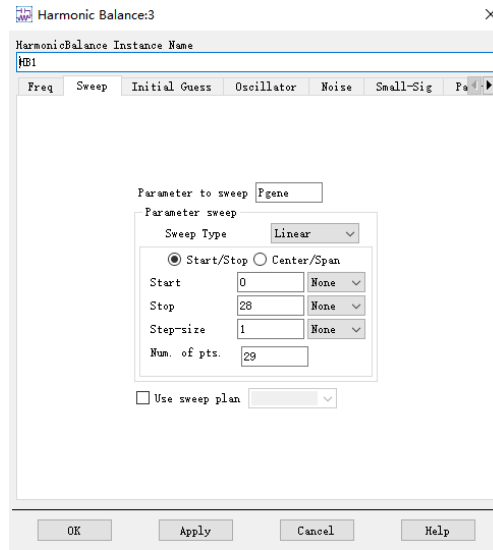 Harmonic Balance:3
HarmonicBalance Instance Name
HB1
Freq Sweep Initial Guess Oscillator Noise Small-Sig
Parameter to sweep Pgene
Parameter sweep
Sweep Type Linear
Start/Stop Center/Span
Start 0 None
Stop 28 None
Step-size 1 None
Num. of pts. 29
Use sweep plan
OK Apply Cancel Help